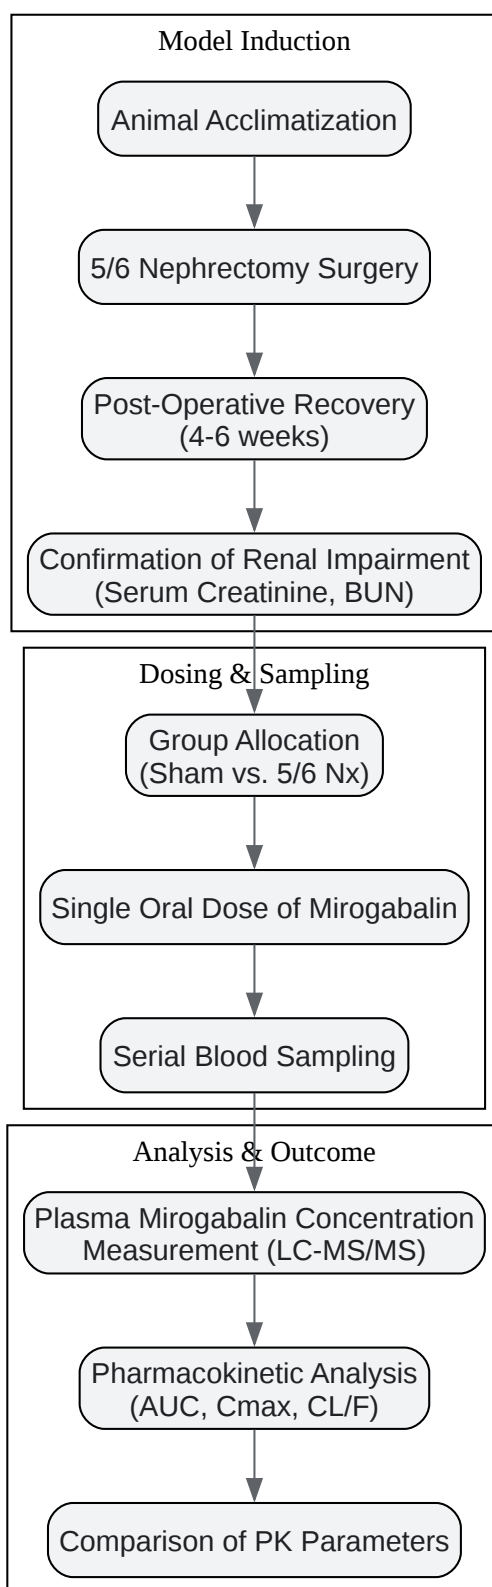 Model Induction
Animal Acclimatization
5/6 Nephrectomy Surgery
Post-Operative Recovery
(4-6 weeks)
Confirmation of Renal Impairment
(Serum Creatinine, BUN)
Dosing & Sampling
Group Allocation
(Sham vs. 5/6 Nx)
Single Oral Dose of Mirogabalin
Serial Blood Sampling
Analysis & Outcome
Plasma Mirogabalin Concentration
Measurement (LC-MS/MS)
Pharmacokinetic Analysis
(AUC, Cmax, CL/F)
Comparison of PK Parameters